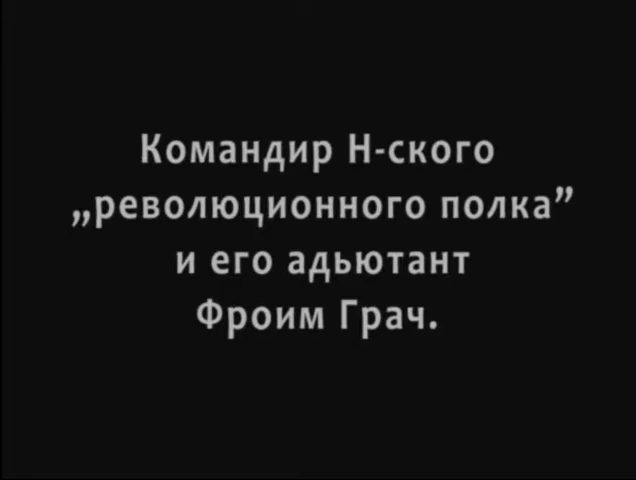 Командир Н-ского
„революционного полка”
и его адьютант
Фроим Грач.